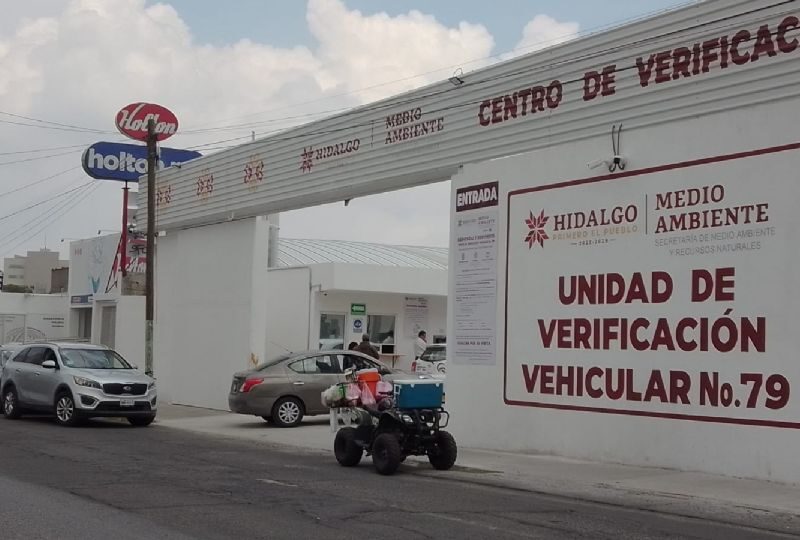 Holton
holton
HIDALGO
MEDIO
AMBIENTE
CENTRO DE VERIFICAC
ENTRADA
HIDALGO
PRIMERO EL PUEBLO
MEDIO
AMBIENTE
SECRETARÍA DE MEDIO AMBIENTE
Y RECURSOS NATURALES
UNIDAD DE
VERIFICACIÓN
VEHICULAR No.79